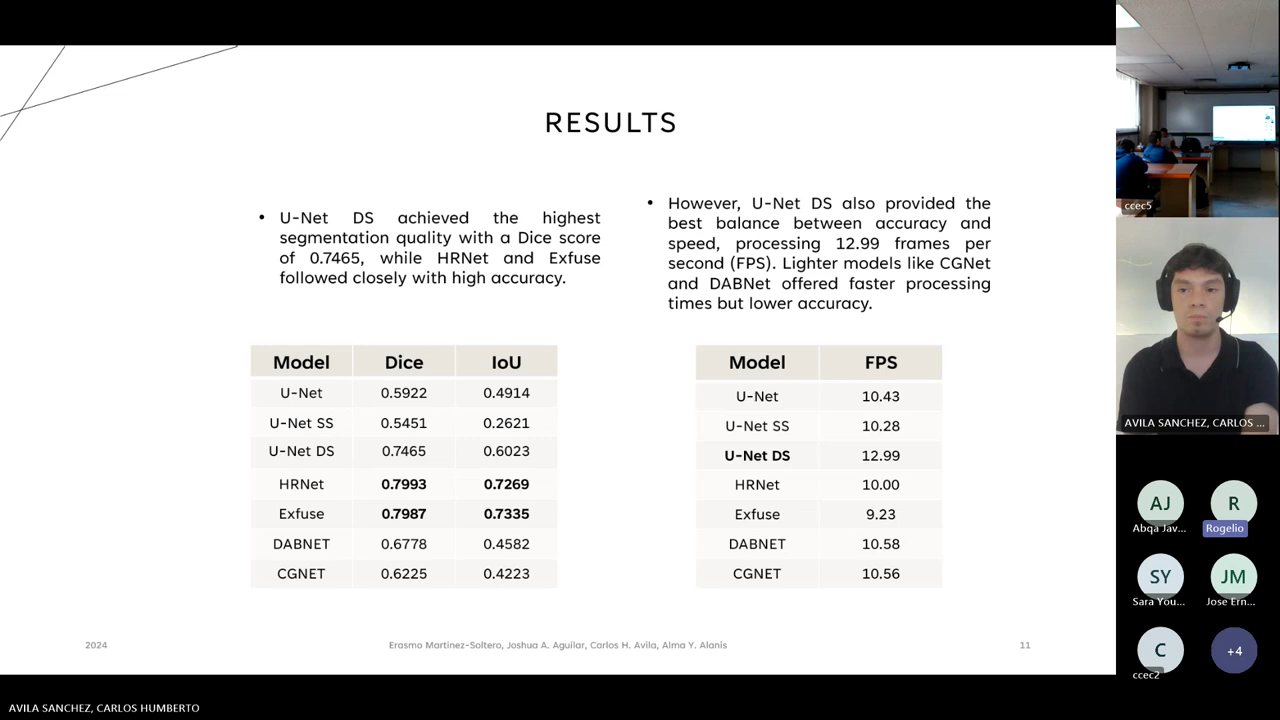 RESULTS
• U-Net DS achieved the highest
segmentation quality with a Dice score
of 0.7465, while HRNet and Exfuse
followed closely with high accuracy.
• However, U-Net DS also provided the
best balance between accuracy and
speed, processing 12.99 frames per
second (FPS). Lighter models like CGNet
and DABNet offered faster processing
times but lower accuracy.
Model Dice IoU
U-Net 0.5922 0.4914
U-Net SS 0.5451 0.2621
U-Net DS 0.7465 0.6023
HRNet 0.7993 0.7269
Exfuse 0.7987 0.7335
DABNET 0.6778 0.4582
CGNET 0.6225 0.4223
Model FPS
U-Net 10.43
U-Net SS 10.28
U-Net DS 12.99
HRNet 10.00
Exfuse 9.23
DABNET 10.58
CGNET 10.56
2024
Erasmo Martinez-Soltero, Joshua A. Aguilar, Carlos H. Avila, Alma Y. Alanis
11
ccec5
AVILA SANCHEZ, CARLOS ...
AJ
Abqa Jav...
R
Rogelio
SY
Sara You...
JM
Jose Ern...
C
ccec2
+4
AVILA SANCHEZ, CARLOS HUMBERTO